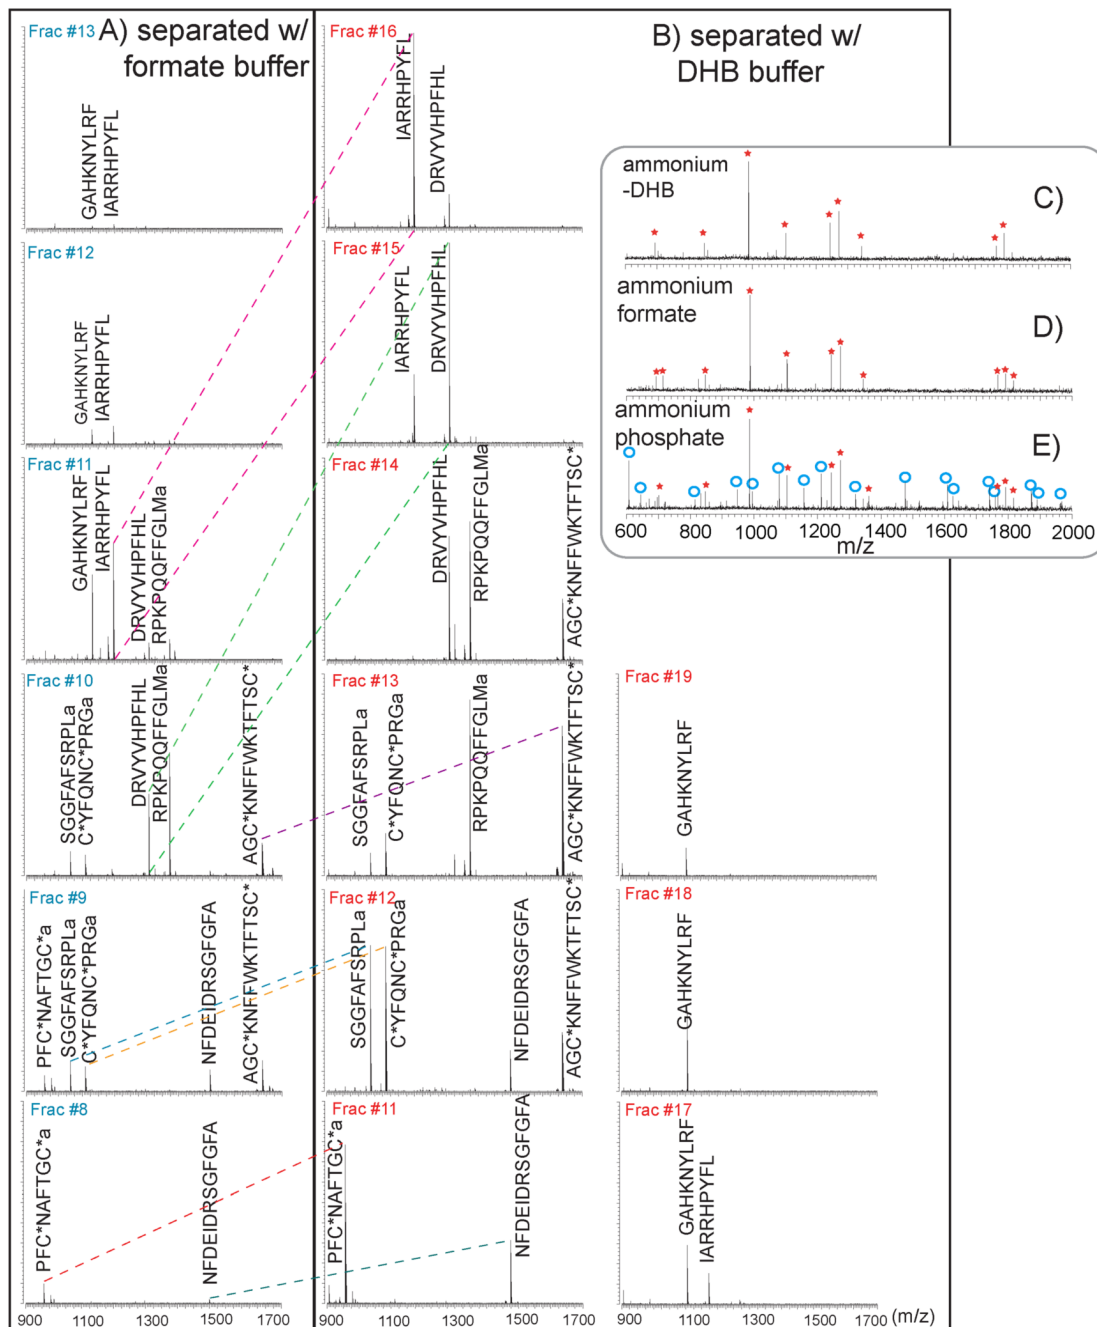 A) separated w/
formate buffer
B) separated w/
DHB buffer
Frac #13
GAHKNYLRF
IARRHPYFL
Frac #12
GAHKNYLRF
IARRHPYFL
Frac #11
GAHKNYLRF
IARRHPYFL
DRVYVHPFHL
RPKPQQFFGLMa
Frac #10
SGGFAFSRPLa
C*YFQNC*PRGa
DRVYVHPFHL
RPKPQQFFGLMa
AGC*KNFFWKTFTSC*
Frac #9
PFC*NAFTGC*a
SGGFAFSRPLa
C*YFQNC*PRGa
NFDEIDRSGFGFA
AGC*KNFFWKTFTSC*
Frac #8
PFC*NAFTGC*a
NFDEIDRSGFGFA
900 1100 1300 1500 1700
Frac #16
IARRHPYFL
DRVYVHPFHL
Frac #15
IARRHPYFL
DRVYVHPFHL
Frac #14
DRVYVHPFHL
RPKPQQFFGLMa
AGC*KNFFWKTFTSC*
Frac #13
SGGFAFSRPLa
C*YFQNC*PRGa
RPKPQQFFGLMa
AGC*KNFFWKTFTSC*
Frac #12
SGGFAFSRPLa
C*YFQNC*PRGa
NFDEIDRSGFGFA
AGC*KNFFWKTFTSC*
Frac #11
PFC*NAFTGC*a
NFDEIDRSGFGFA
900 1100 1300 1500 1700
ammonium
-DHB
C)
ammonium
formate
D)
ammonium
phosphate
E)
600 800 1000 1200 1400 1600 1800 2000
m/z
Frac #19
GAHKNYLRF
Frac #18
GAHKNYLRF
Frac #17
GAHKNYLRF
IARRHPYFL
900 1100 1300 1500 1700 (m/z)